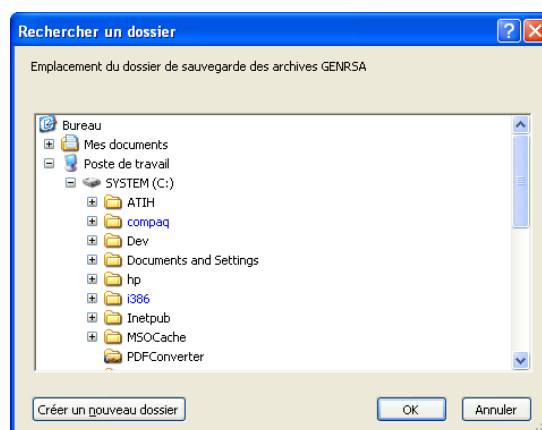 Rechercher un dossier
Emplacement du dossier de sauvegarde des archives GENRSA
Bureau
Mes documents
Poste de travail
SYSTEM (C:)
ATIH
compaq
Dev
Documents and Settings
hp
i386
Inetpub
MSOCache
PDFConverter
Créer un nouveau dossier OK Annuler